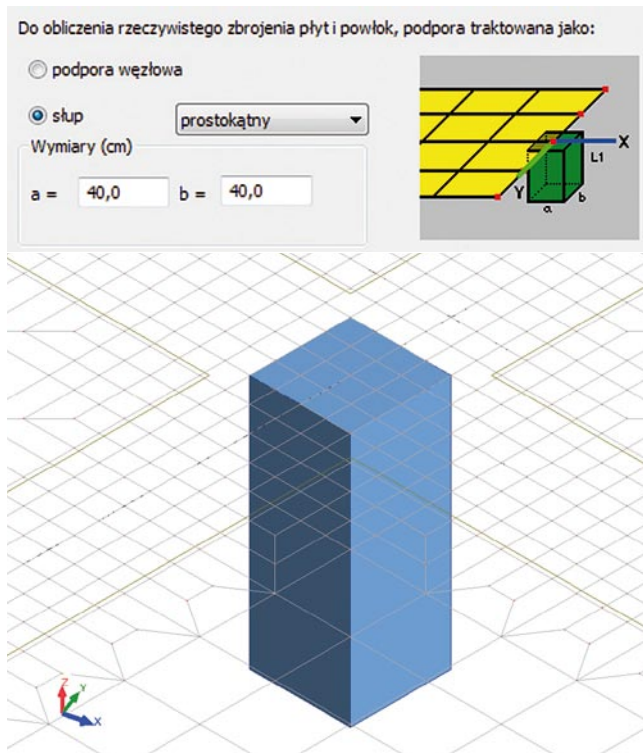 Do obliczenia rzeczywistego zbrojenia płyt i powłok, podpora traktowana jako:
podpora węzłowa
słup prostokątny
Wymiary (cm)
a = 40,0 b = 40,0
X
L1
Y
a
b
Z
Y
X